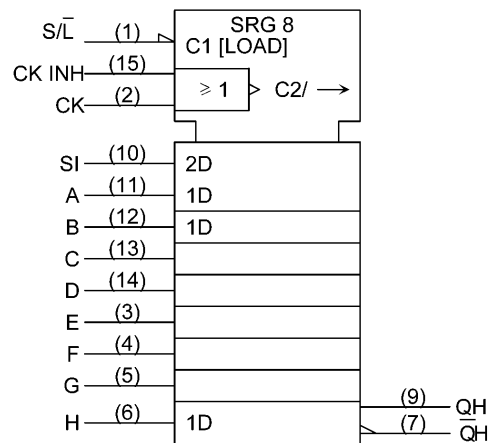 SRG 8
S/L̅ (1) C1 [LOAD]
CK INH (15)
≥ 1 C2/ →
CK (2)
SI (10) 2D
A (11) 1D
B (12) 1D
C (13)
D (14)
E (3)
F (4)
G (5)
(9) QH
H (6) 1D
(7) Q̅H